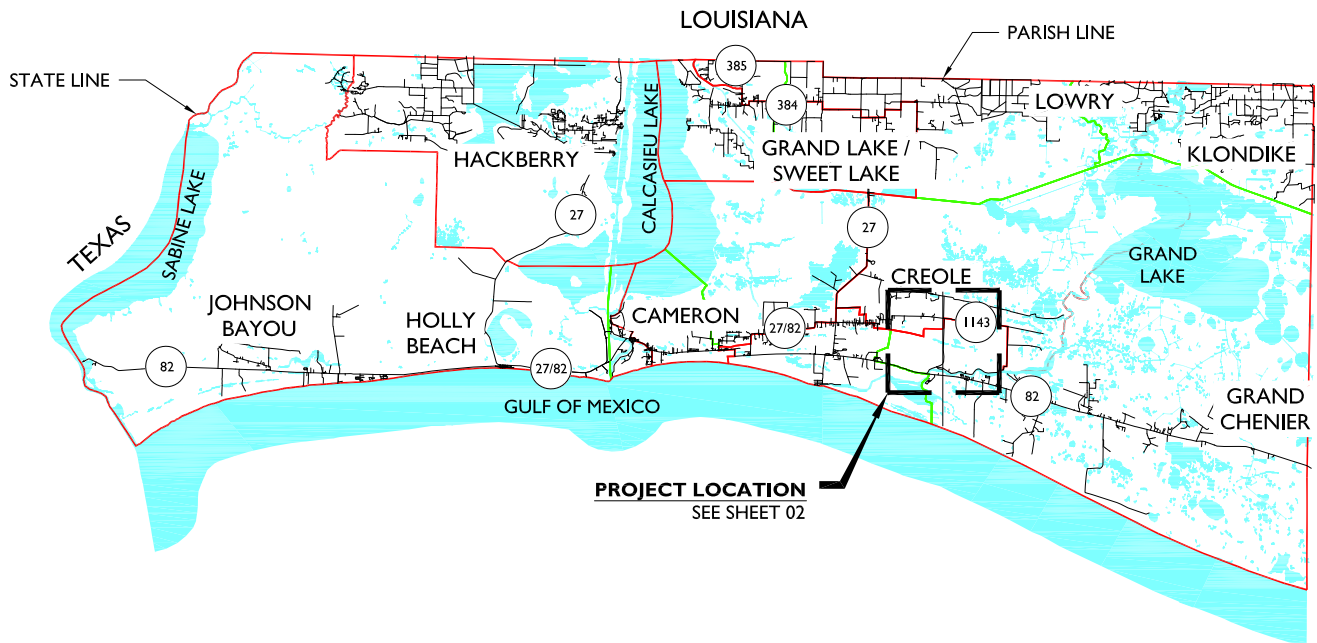 LOUISIANA
PARISH LINE
STATE LINE
385
384
LOWRY
HACKBERRY
CALCASIEU LAKE
GRAND LAKE /
SWEET LAKE
KLONDIKE
SABINE LAKE
TEXAS
27
27
GRAND
LAKE
CREOLE
JOHNSON
BAYOU
HOLLY
BEACH
CAMERON
27/82
1143
82
27/82
82
GRAND
CHENIER
GULF OF MEXICO
PROJECT LOCATION
SEE SHEET 02